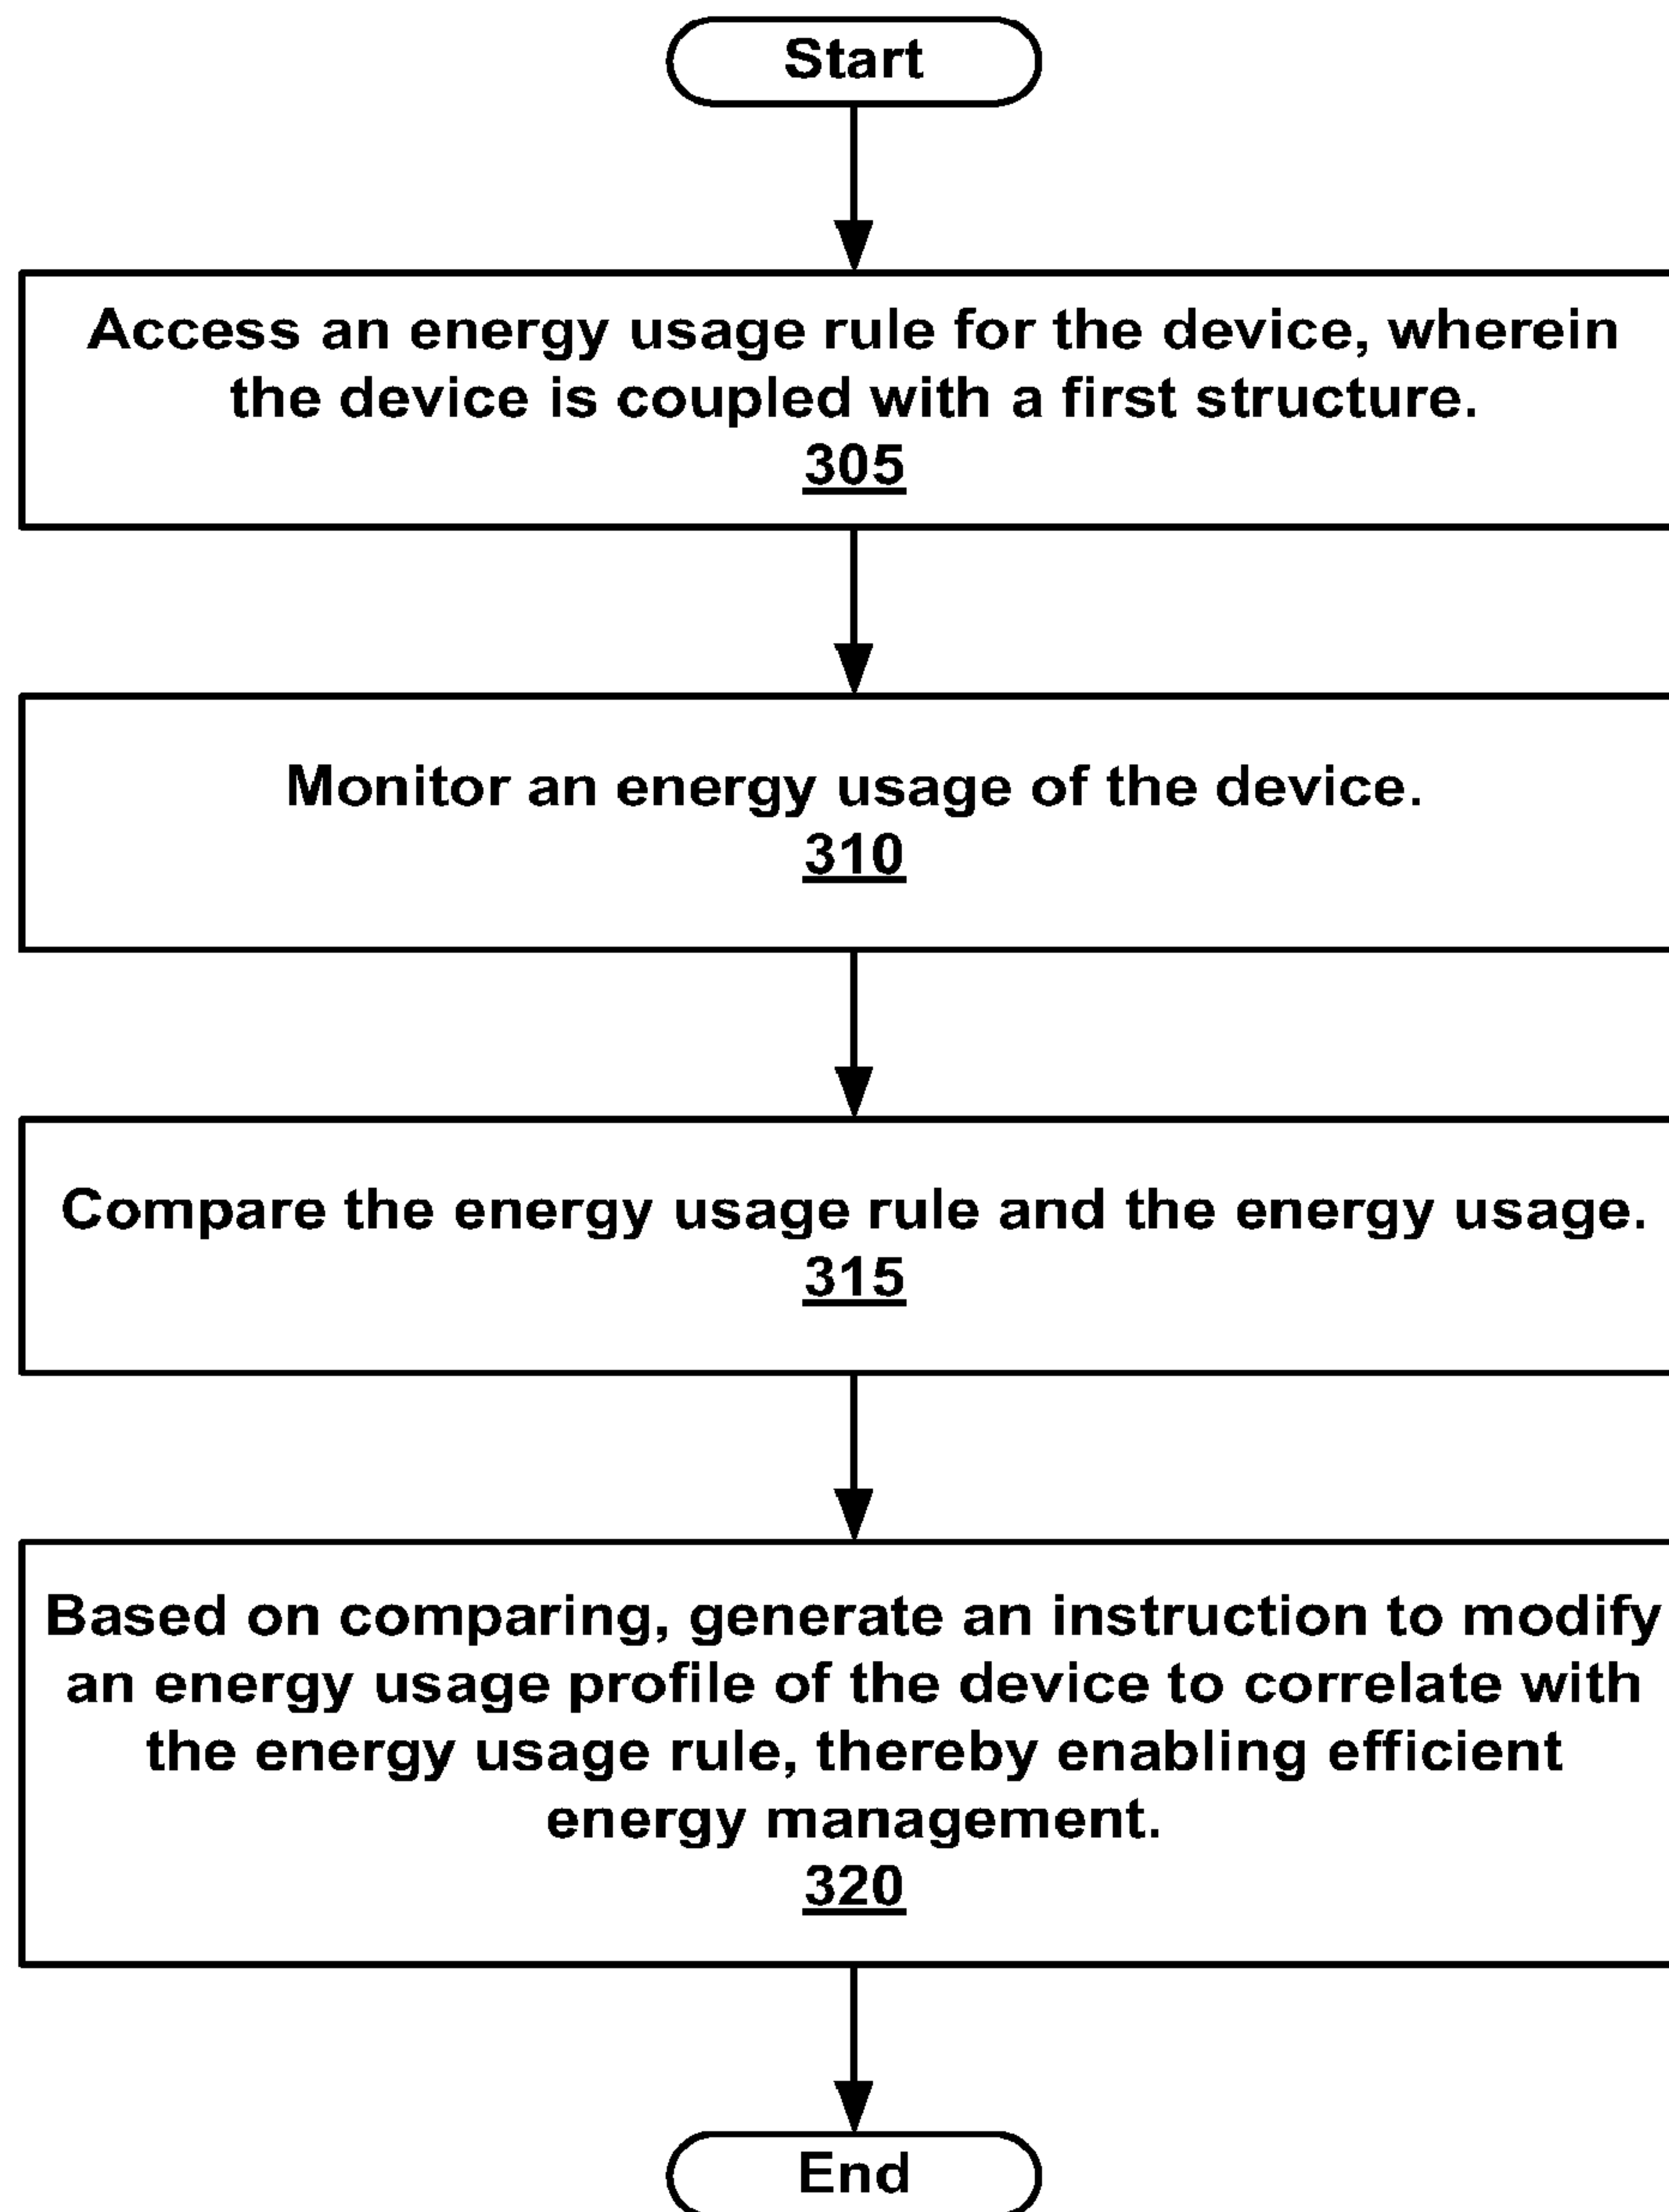 Start
Access an energy usage rule for the device, wherein
the device is coupled with a first structure.
305
Monitor an energy usage of the device.
310
Compare the energy usage rule and the energy usage.
315
Based on comparing, generate an instruction to modify
an energy usage profile of the device to correlate with
the energy usage rule, thereby enabling efficient
energy management.
320
End